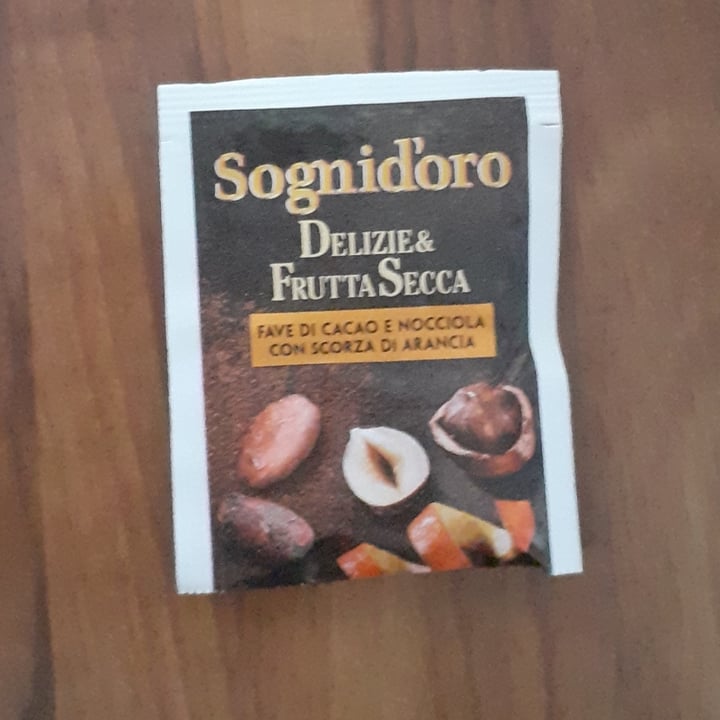 Sognid'oro
DELIZIE &
FRUTTA SECCA
FAVE DI CACAO E NOCCIOLA
CON SCORZA DI ARANCIA